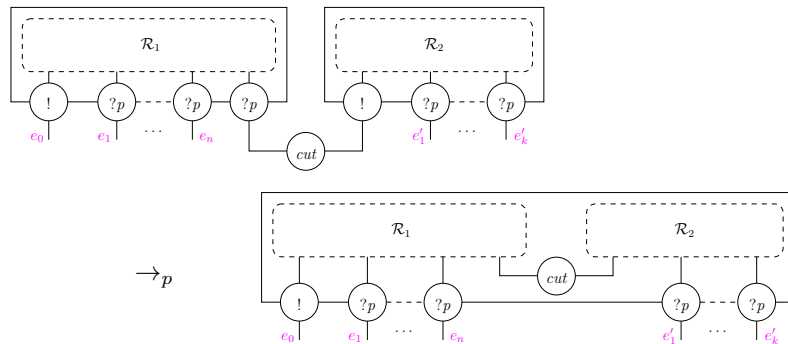 R₁ R₂
! ?p ?p ?p ! ?p ?p
e₀ e₁ ... eₙ e′₁ ... e′ₖ
cut
R₁ R₂
→ₚ cut
! ?p ?p ?p ?p
e₀ e₁ ... eₙ e′₁ ... e′ₖ